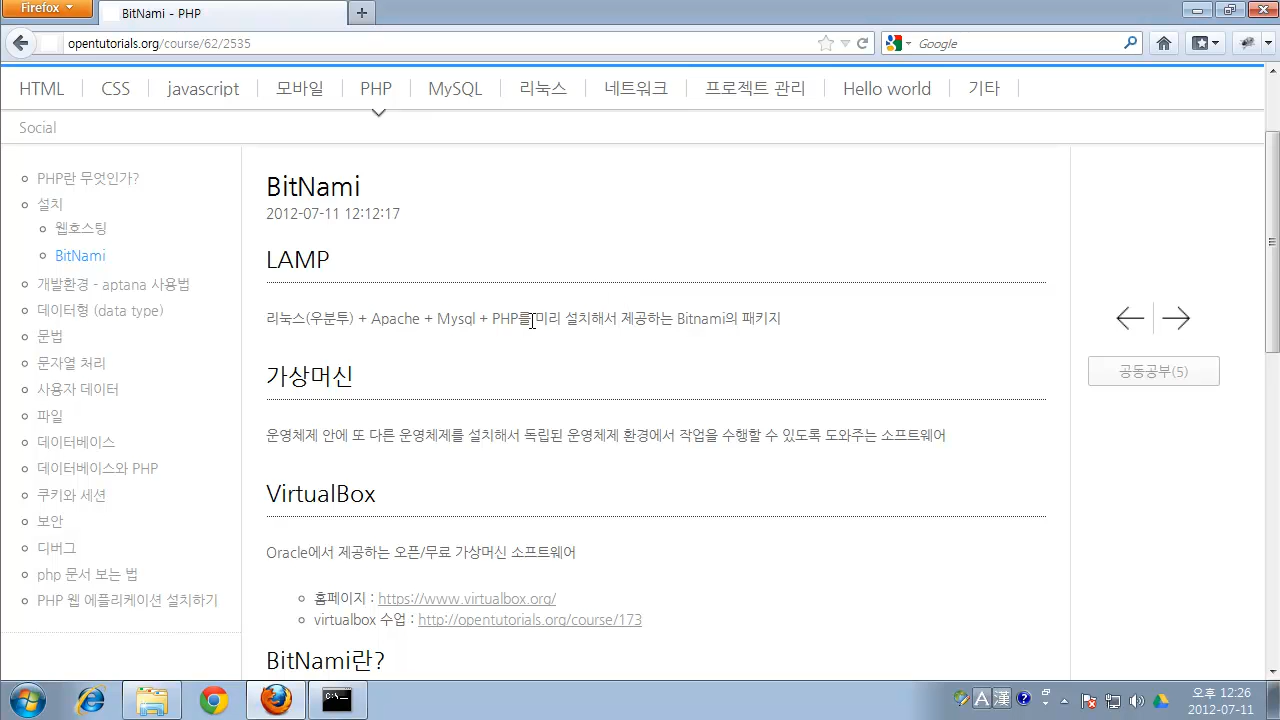 Firefox
BitNami - PHP
opentutorials.org/course/62/2535
Google
HTML
CSS
javascript
모바일
PHP
MySQL
리눅스
네트워크
프로젝트 관리
Hello world
기타
Social
PHP란 무엇인가?
설치
웹호스팅
BitNami
개발환경 - aptana 사용법
데이터형 (data type)
문법
문자열 처리
사용자 데이터
파일
데이터베이스
데이터베이스와 PHP
쿠키와 세션
보안
디버그
php 문서 보는 법
PHP 웹 에플리케이션 설치하기
BitNami
2012-07-11 12:12:17
LAMP
리눅스(우분투) + Apache + Mysql + PHP를 미리 설치해서 제공하는 Bitnami의 패키지
가상머신
운영체제 안에 또 다른 운영체제를 설치해서 독립된 운영체제 환경에서 작업을 수행할 수 있도록 도와주는 소프트웨어
VirtualBox
Oracle에서 제공하는 오픈/무료 가상머신 소프트웨어
홈페이지 : https://www.virtualbox.org/
virtualbox 수업 : http://opentutorials.org/course/173
BitNami란?
공동공부(5)
C:\_
A 漢
오후 12:26
2012-07-11